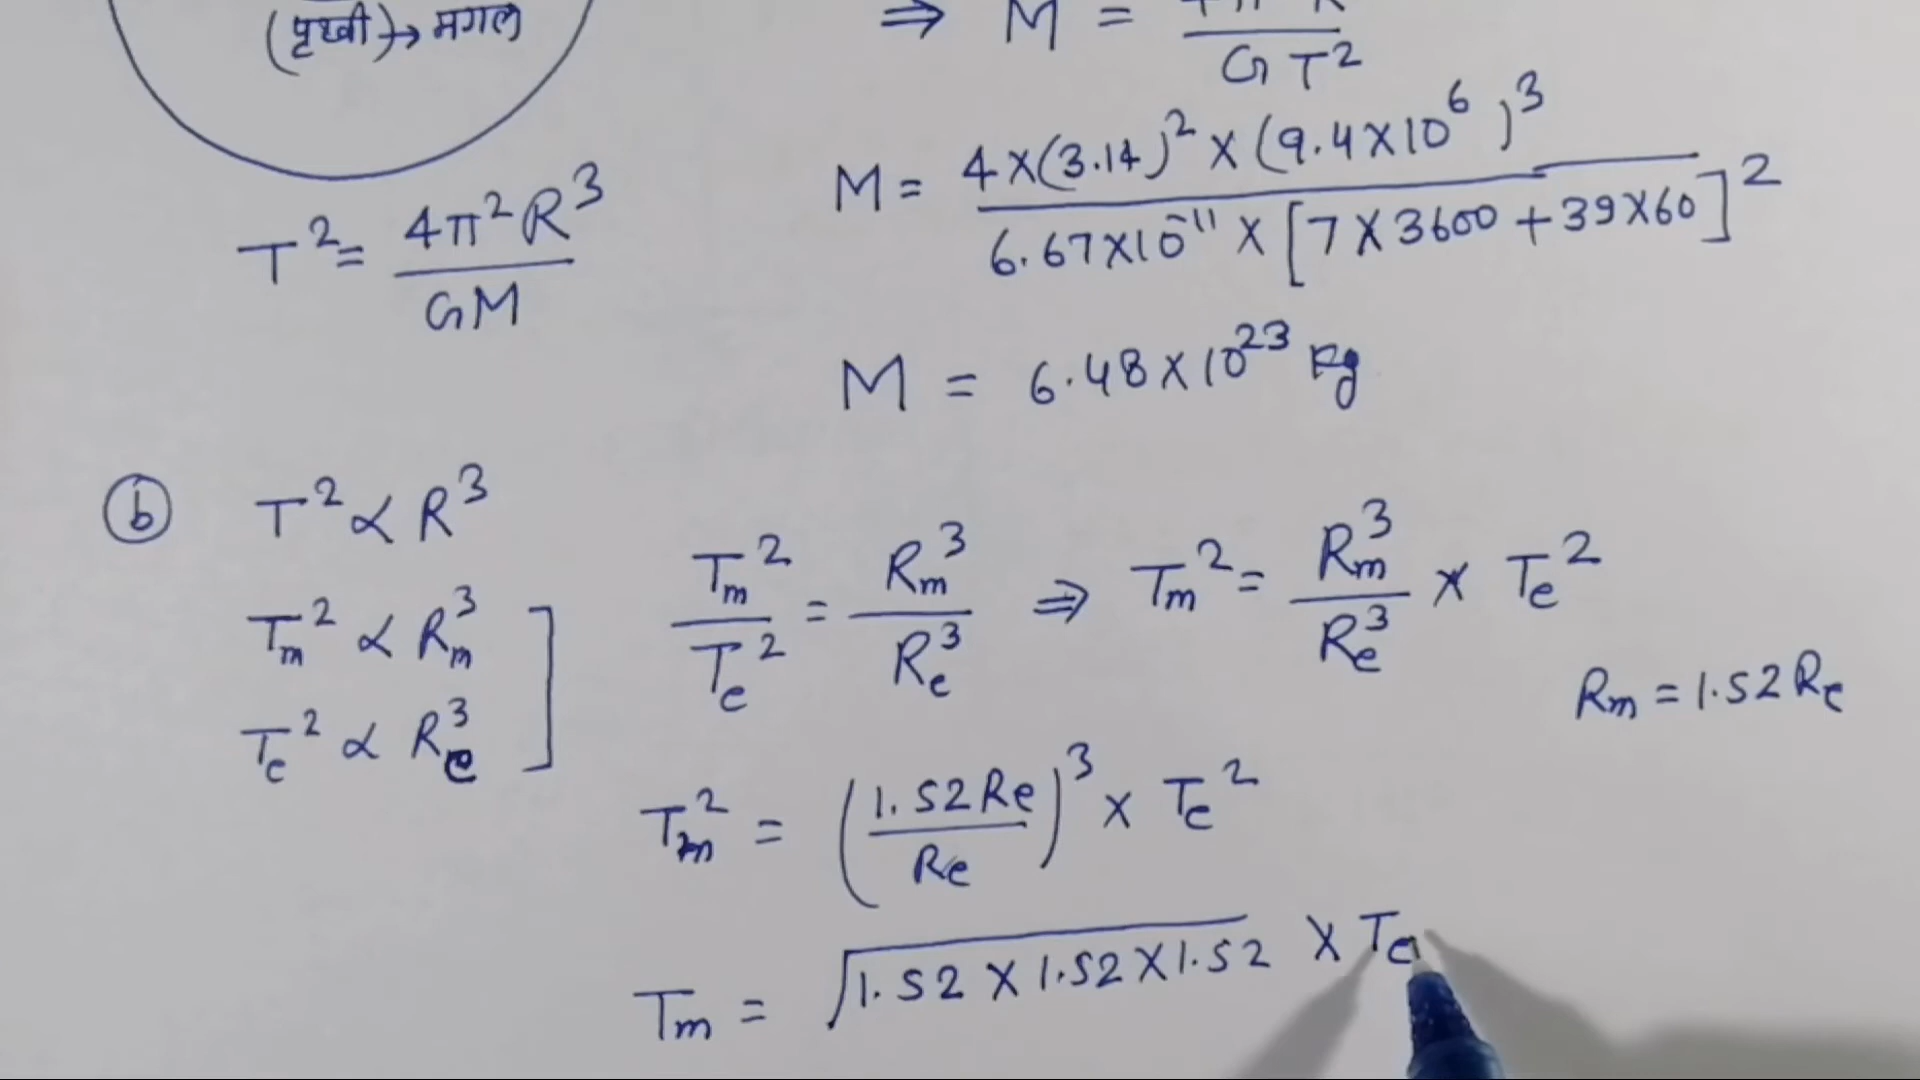 (पृथ्वी) → मंगल
⇒ M = 4π²R³ / GT²
T² = 4π²R³ / GM
M = 4×(3.14)² × (9.4×10⁶)³ / 6.67×10⁻¹¹ × [7×3600 + 39×60]²
M = 6.48×10²³ kg
(b) T² ∝ R³
Tm² ∝ Rm³
Te² ∝ Re³
Tm² / Te² = Rm³ / Re³ ⇒ Tm² = Rm³ / Re³ × Te²
Rm = 1.52 Re
Tm² = (1.52 Re / Re)³ × Te²
Tm = √1.52 × 1.52 × 1.52 × Te